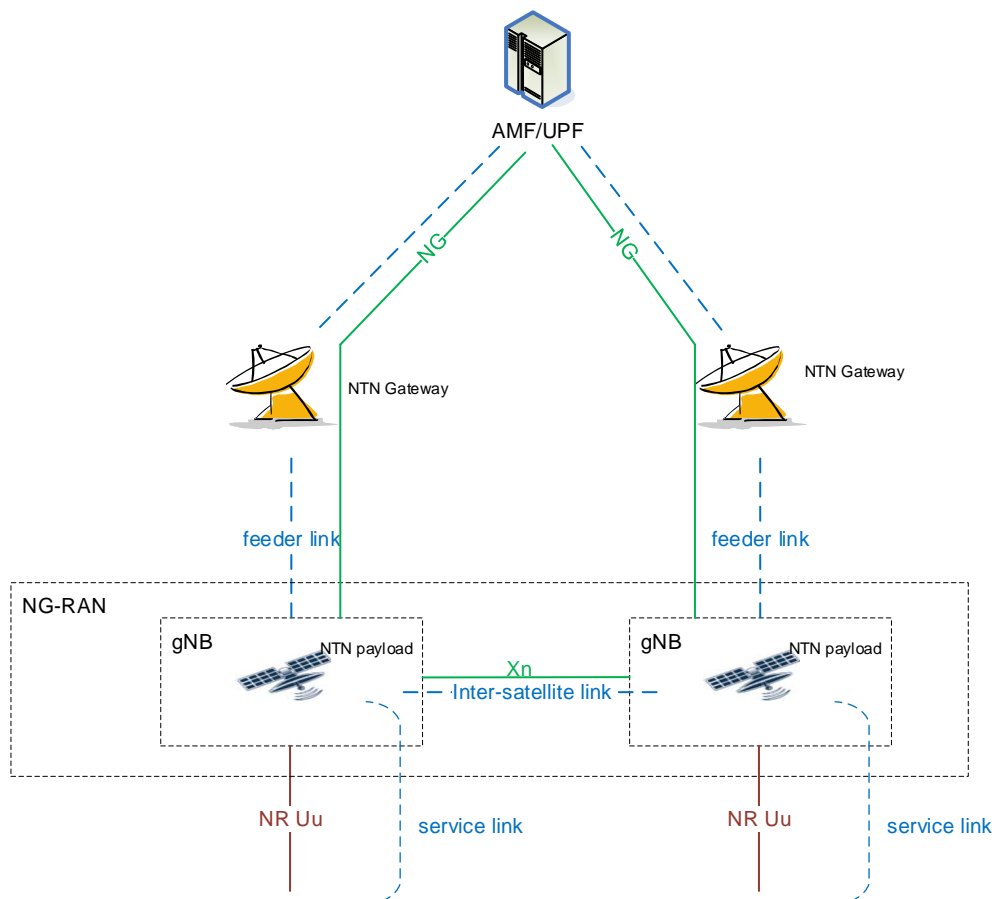 AMF/UPF
NG
NG
NTN Gateway
NTN Gateway
feeder link
feeder link
NG-RAN
gNB
NTN payload
gNB
NTN payload
Xn
Inter-satellite link
NR Uu
service link
NR Uu
service link